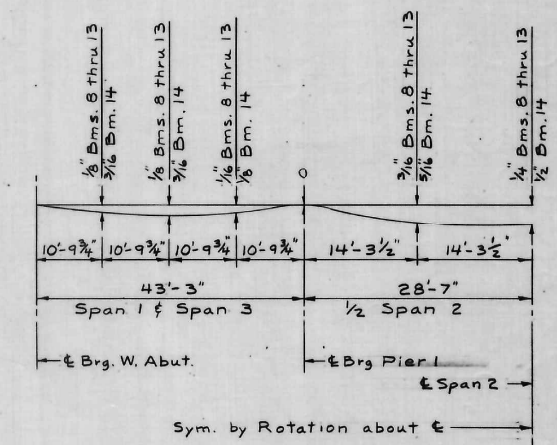 1/8" Bms. 8 thru 13
3/16" Bm. 14
1/8" Bms. 8 thru 13
3/16" Bm. 14
1/16" Bms. 8 thru 13
1/8" Bm. 14
0
3/16" Bms. 8 thru 13
5/16" Bm. 14
1/4" Bms. 8 thru 13
1/2" Bm. 14
10'-9 3/4" 10'-9 3/4" 10'-9 3/4" 10'-9 3/4" 14'-3 1/2" 14'-3 1/2"
43'-3" 28'-7"
Span 1 & Span 3 1/2 Span 2
℄ Brg. W. Abut. ℄ Brg Pier 1
℄ Span 2
Sym. by Rotation about ℄